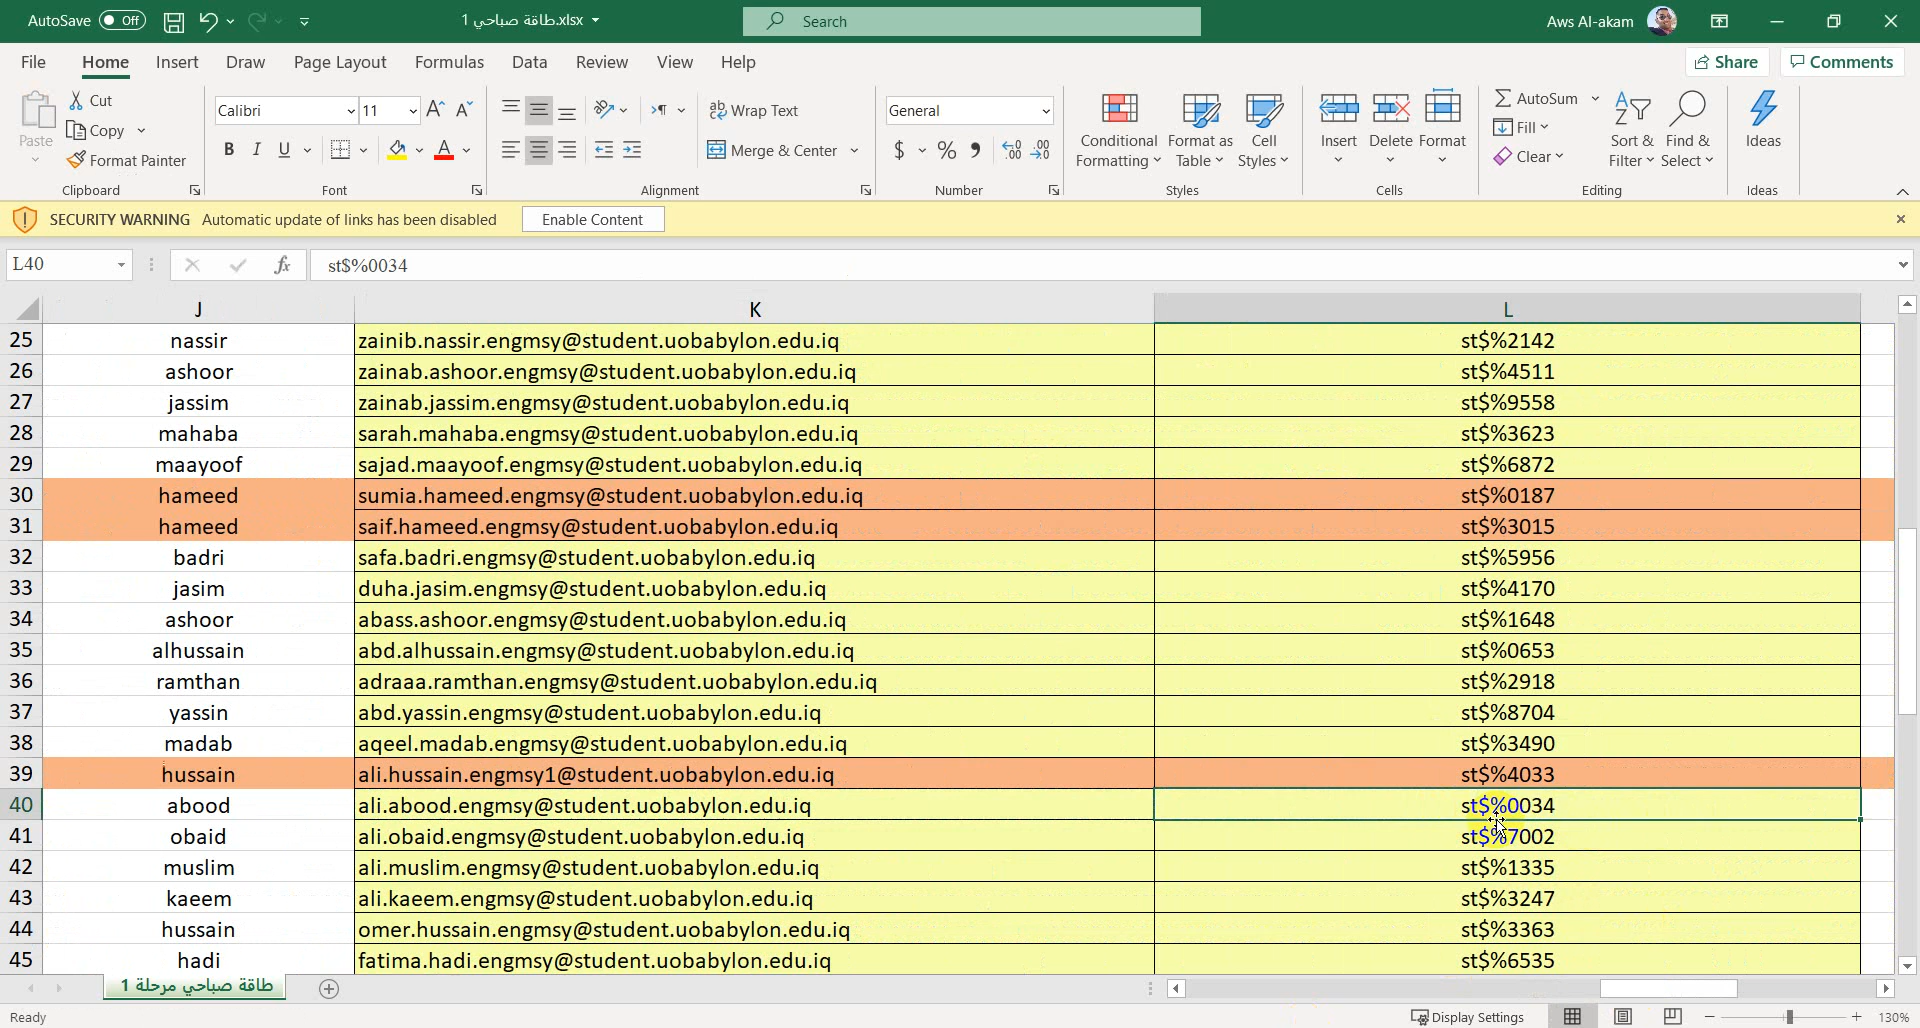 AutoSave Off طاقة صباحي 1.xlsx Search Aws Al-akam
File Home Insert Draw Page Layout Formulas Data Review View Help Share Comments
Paste Cut Copy Format Painter Clipboard
Calibri 11 B I U A Font
Wrap Text Merge & Center Alignment
General $ % Number
Conditional Formatting Format as Table Cell Styles Styles
Insert Delete Format Cells
AutoSum Fill Clear Sort & Filter Find & Select Editing
Ideas Ideas
SECURITY WARNING Automatic update of links has been disabled Enable Content
L40 fx st$%0034
J K L
25 nassir zainib.nassir.engmsy@student.uobabylon.edu.iq st$%2142
26 ashoor zainab.ashoor.engmsy@student.uobabylon.edu.iq st$%4511
27 jassim zainab.jassim.engmsy@student.uobabylon.edu.iq st$%9558
28 mahaba sarah.mahaba.engmsy@student.uobabylon.edu.iq st$%3623
29 maayoof sajad.maayoof.engmsy@student.uobabylon.edu.iq st$%6872
30 hameed sumia.hameed.engmsy@student.uobabylon.edu.iq st$%0187
31 hameed saif.hameed.engmsy@student.uobabylon.edu.iq st$%3015
32 badri safa.badri.engmsy@student.uobabylon.edu.iq st$%5956
33 jasim duha.jasim.engmsy@student.uobabylon.edu.iq st$%4170
34 ashoor abass.ashoor.engmsy@student.uobabylon.edu.iq st$%1648
35 alhussain abd.alhussain.engmsy@student.uobabylon.edu.iq st$%0653
36 ramthan adraaa.ramthan.engmsy@student.uobabylon.edu.iq st$%2918
37 yassin abd.yassin.engmsy@student.uobabylon.edu.iq st$%8704
38 madab aqeel.madab.engmsy@student.uobabylon.edu.iq st$%3490
39 hussain ali.hussain.engmsy1@student.uobabylon.edu.iq st$%4033
40 abood ali.abood.engmsy@student.uobabylon.edu.iq st$%0034
41 obaid ali.obaid.engmsy@student.uobabylon.edu.iq st$%7002
42 muslim ali.muslim.engmsy@student.uobabylon.edu.iq st$%1335
43 kaeem ali.kaeem.engmsy@student.uobabylon.edu.iq st$%3247
44 hussain omer.hussain.engmsy@student.uobabylon.edu.iq st$%3363
45 hadi fatima.hadi.engmsy@student.uobabylon.edu.iq st$%6535
طاقة صباحي مرحلة 1
Ready Display Settings 130%